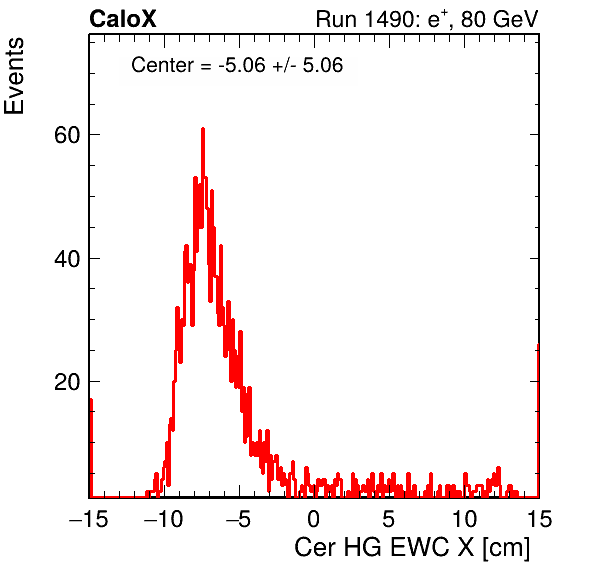 CaloX
Run 1490: e+, 80 GeV
Events
Center = -5.06 +/- 5.06
60
40
20
−15 −10 −5 0 5 10 15
Cer HG EWC X [cm]